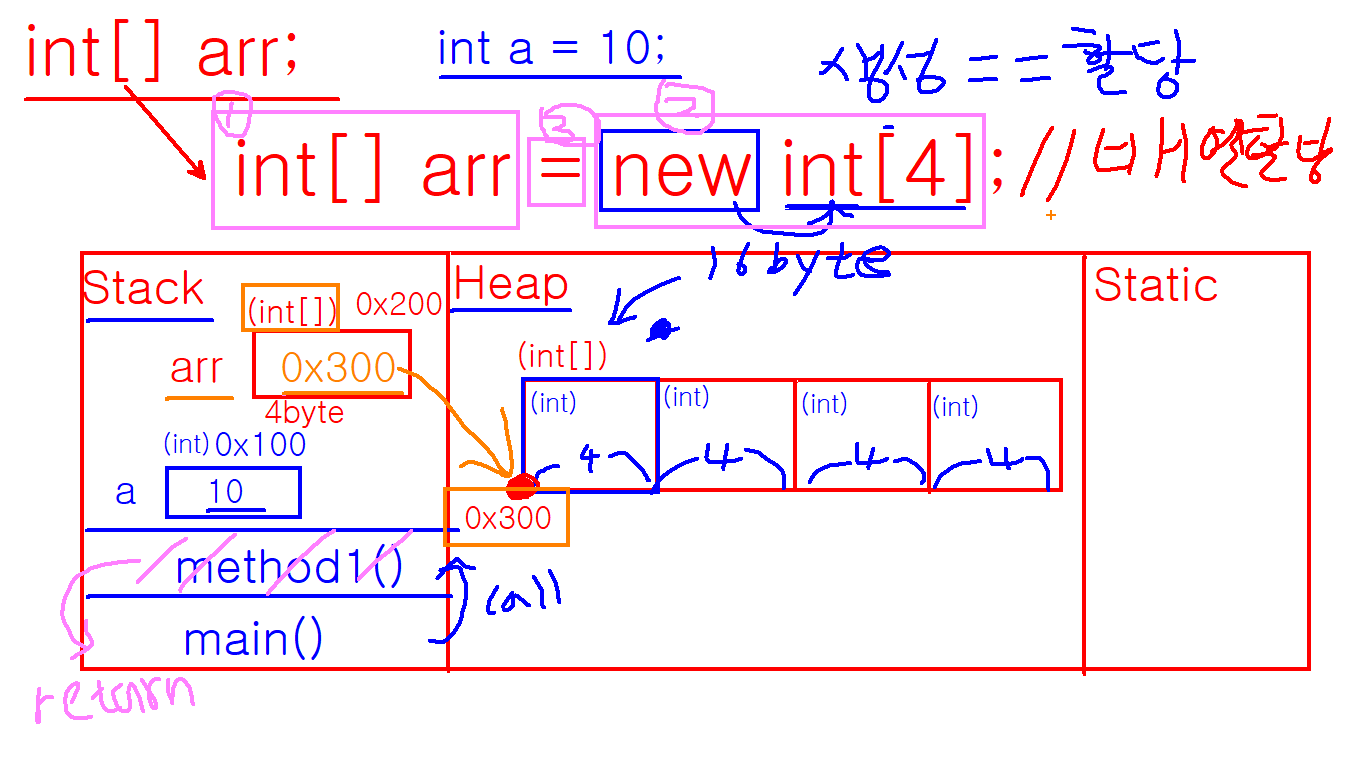 int[] arr;
int a = 10;
생성 == 할당
1
3
2
int[] arr = new int[4]; // 배열할당
16byte
Stack
Heap
Static
(int[])
0x200
arr
0x300
4byte
(int[])
(int)
(int)
(int)
(int)
4
4
4
4
(int) 0x100
a
10
0x300
method1()
call
main()
return